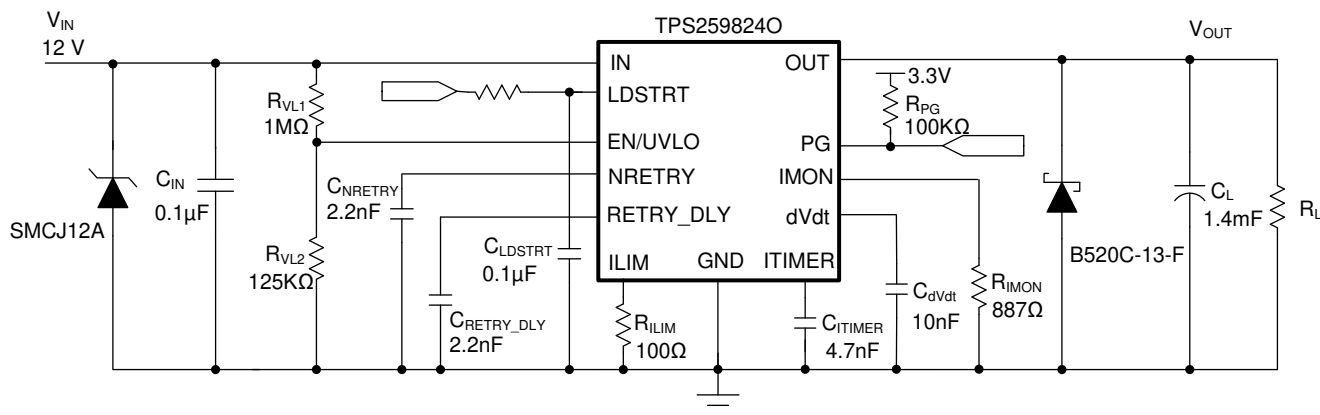 TPS259824O
VIN
12 V
VOUT
IN
OUT
3.3V
LDSTRT
RVL1
1MΩ
RPG
100KΩ
EN/UVLO
PG
NRETRY
IMON
CIN
0.1µF
CNRETRY
2.2nF
RETRY_DLY
dVdt
CL
1.4mF
RL
SMCJ12A
RVL2
125KΩ
CLDSTRT
0.1µF
ILIM
GND
ITIMER
B520C-13-F
CRETRY_DLY
2.2nF
RILIM
100Ω
CITIMER
4.7nF
CdVdt
10nF
RIMON
887Ω